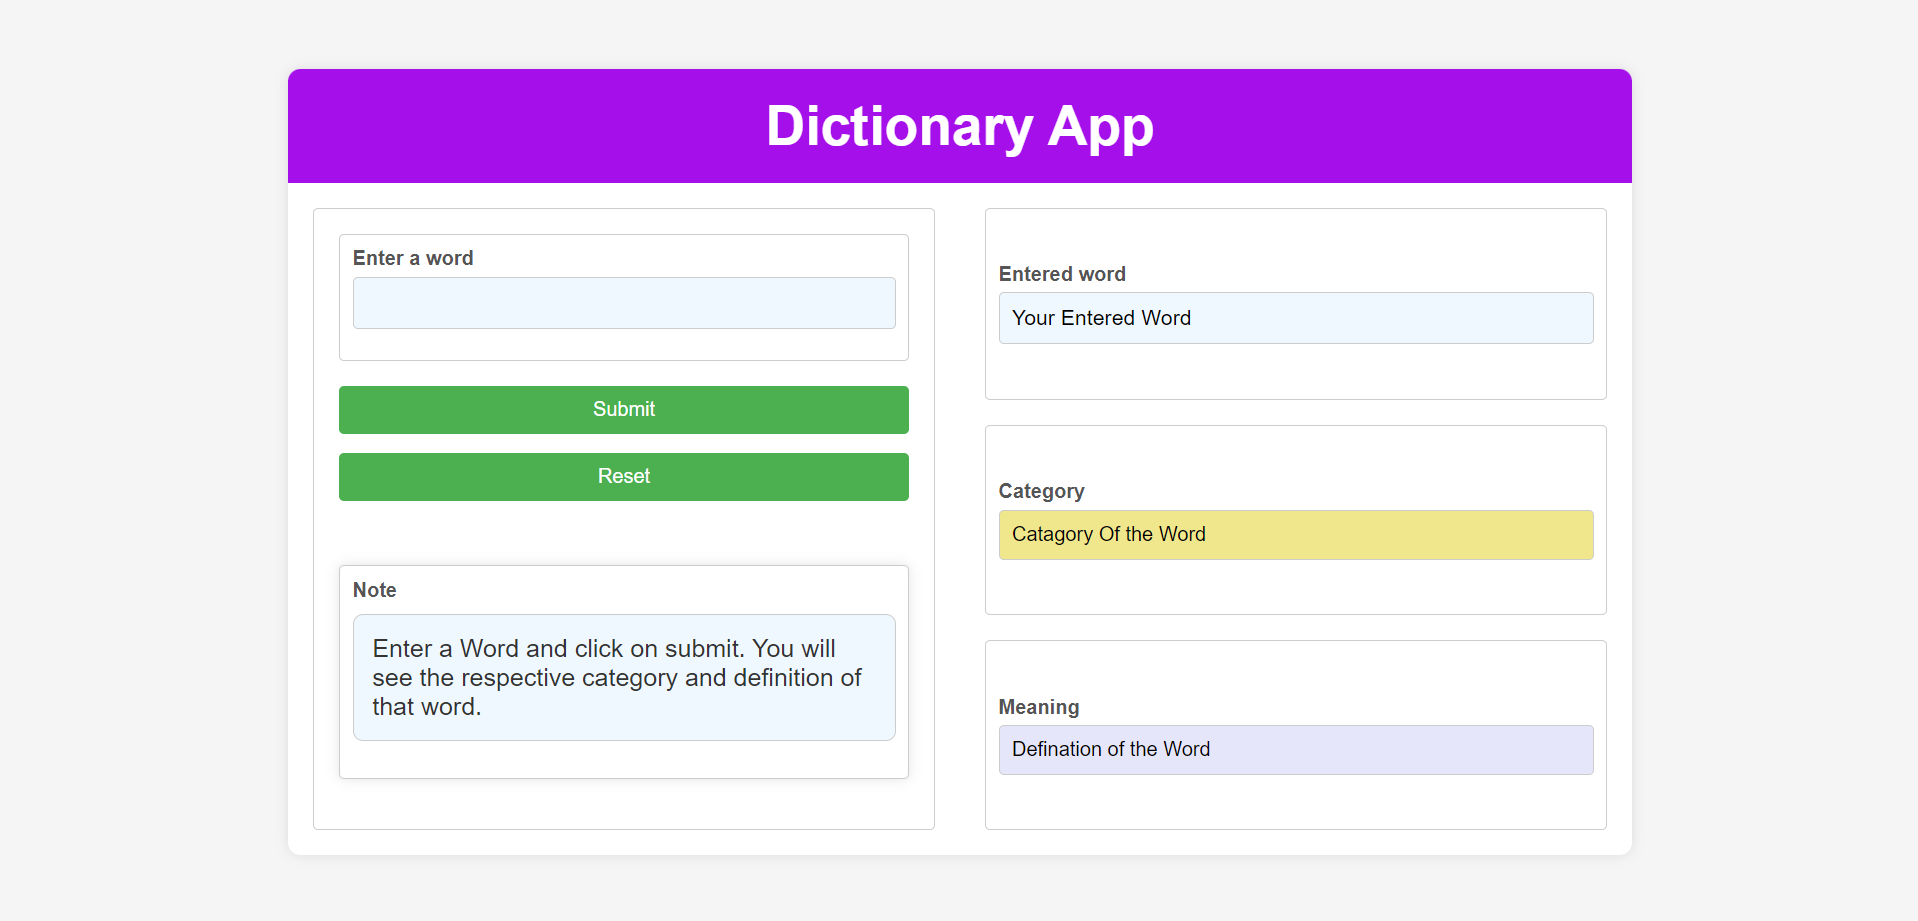 Dictionary App
Enter a word
Submit
Reset
Note
Enter a Word and click on submit. You will
see the respective category and definition of
that word.
Entered word
Your Entered Word
Category
Catagory Of the Word
Meaning
Defination of the Word